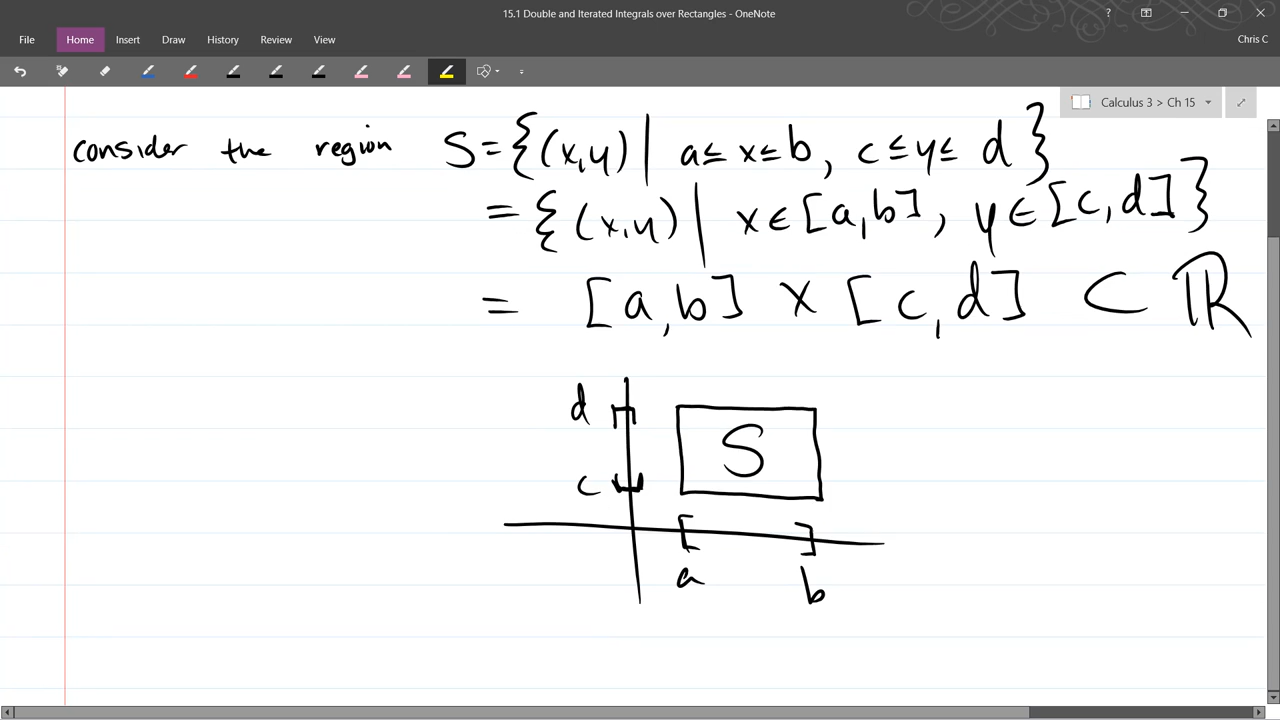 15.1 Double and Iterated Integrals over Rectangles - OneNote
?
File Home Insert Draw History Review View
Chris C
Calculus 3 > Ch 15
consider the region S = {(x,y) | a ≤ x ≤ b, c ≤ y ≤ d}
= {(x,y) | x ∈ [a,b], y ∈ [c,d]}
= [a,b] × [c,d] ⊂ ℝ
d
S
c
a b